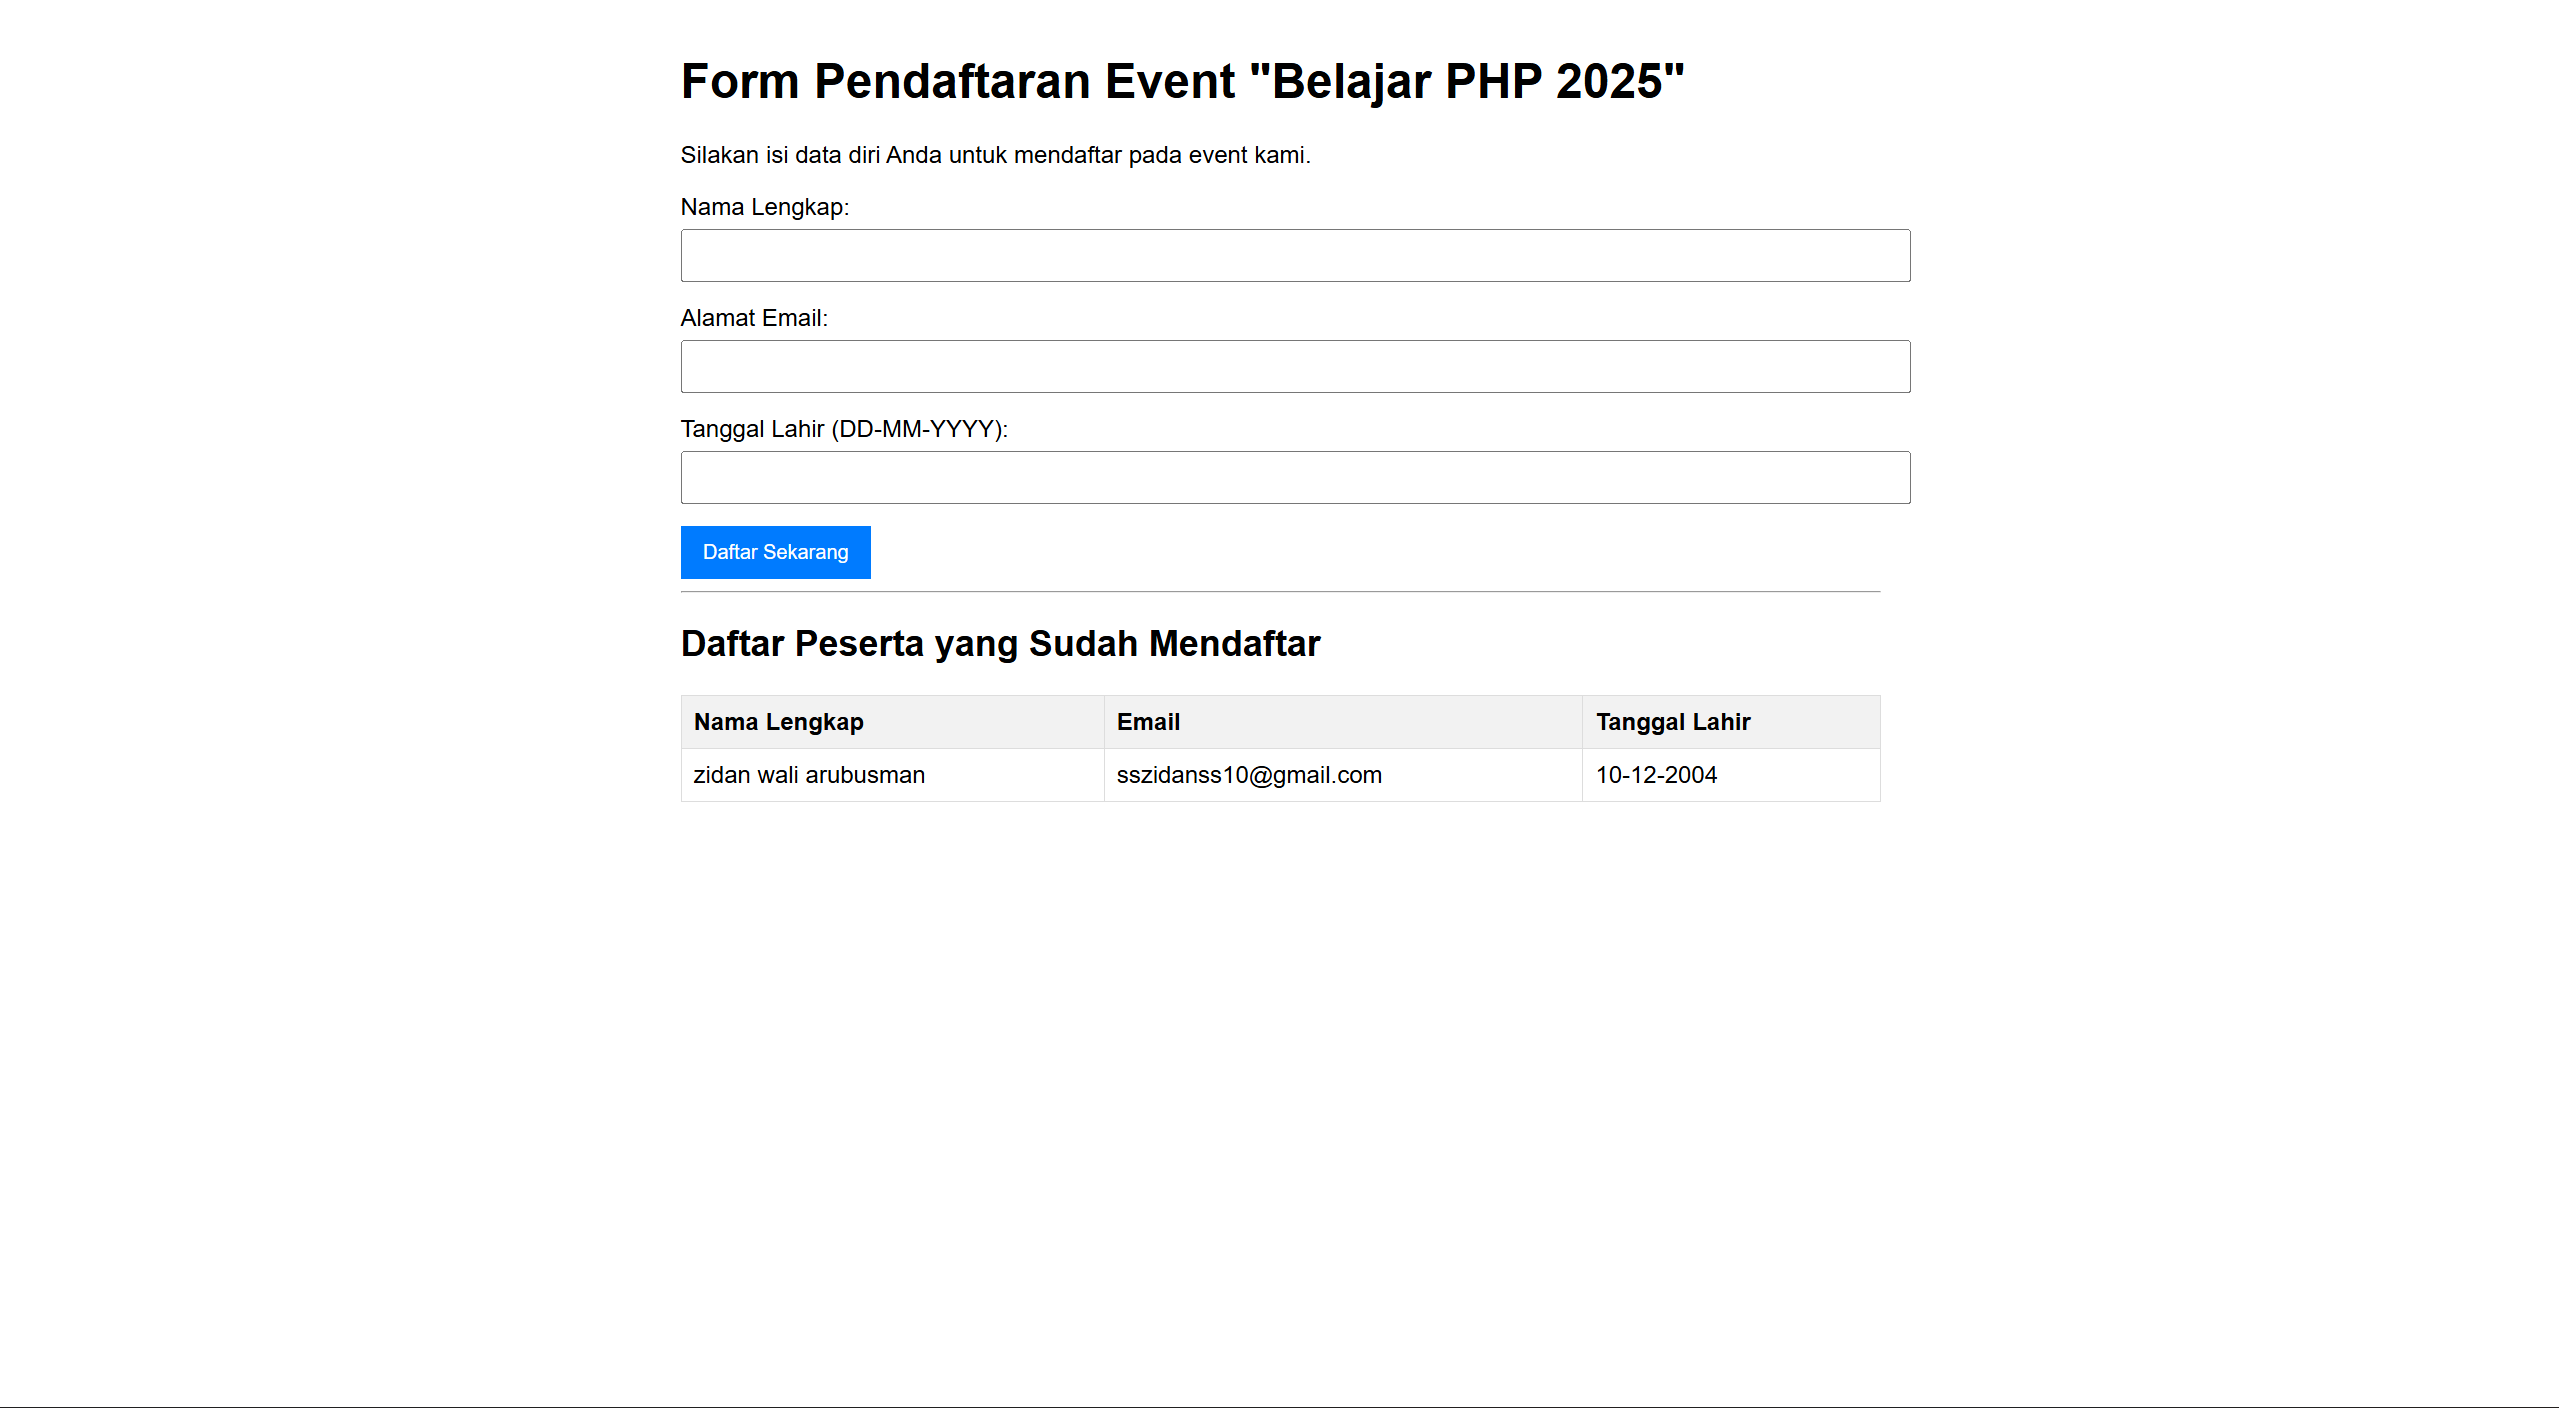 Form Pendaftaran Event "Belajar PHP 2025"
Silakan isi data diri Anda untuk mendaftar pada event kami.
Nama Lengkap:
Alamat Email:
Tanggal Lahir (DD-MM-YYYY):
Daftar Sekarang
Daftar Peserta yang Sudah Mendaftar
Nama Lengkap Email Tanggal Lahir
zidan wali arubusman sszidanss10@gmail.com 10-12-2004